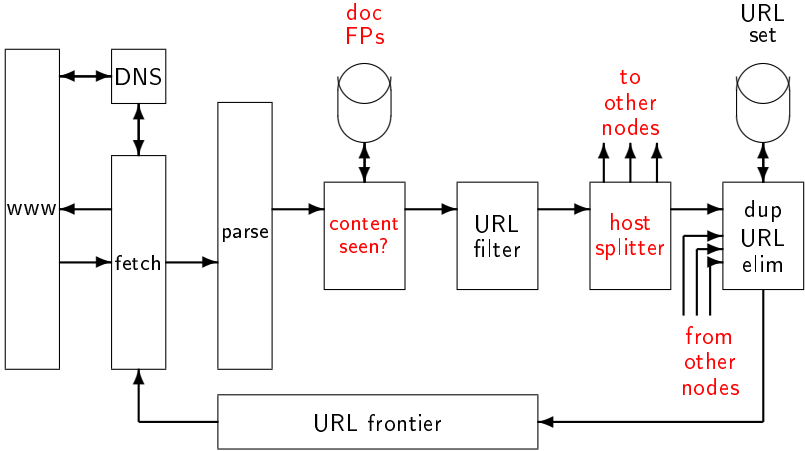 doc
FPs
URL
set
DNS
to
other
nodes
www
fetch
parse
content
seen?
URL
filter
host
splitter
dup
URL
elim
from
other
nodes
URL frontier